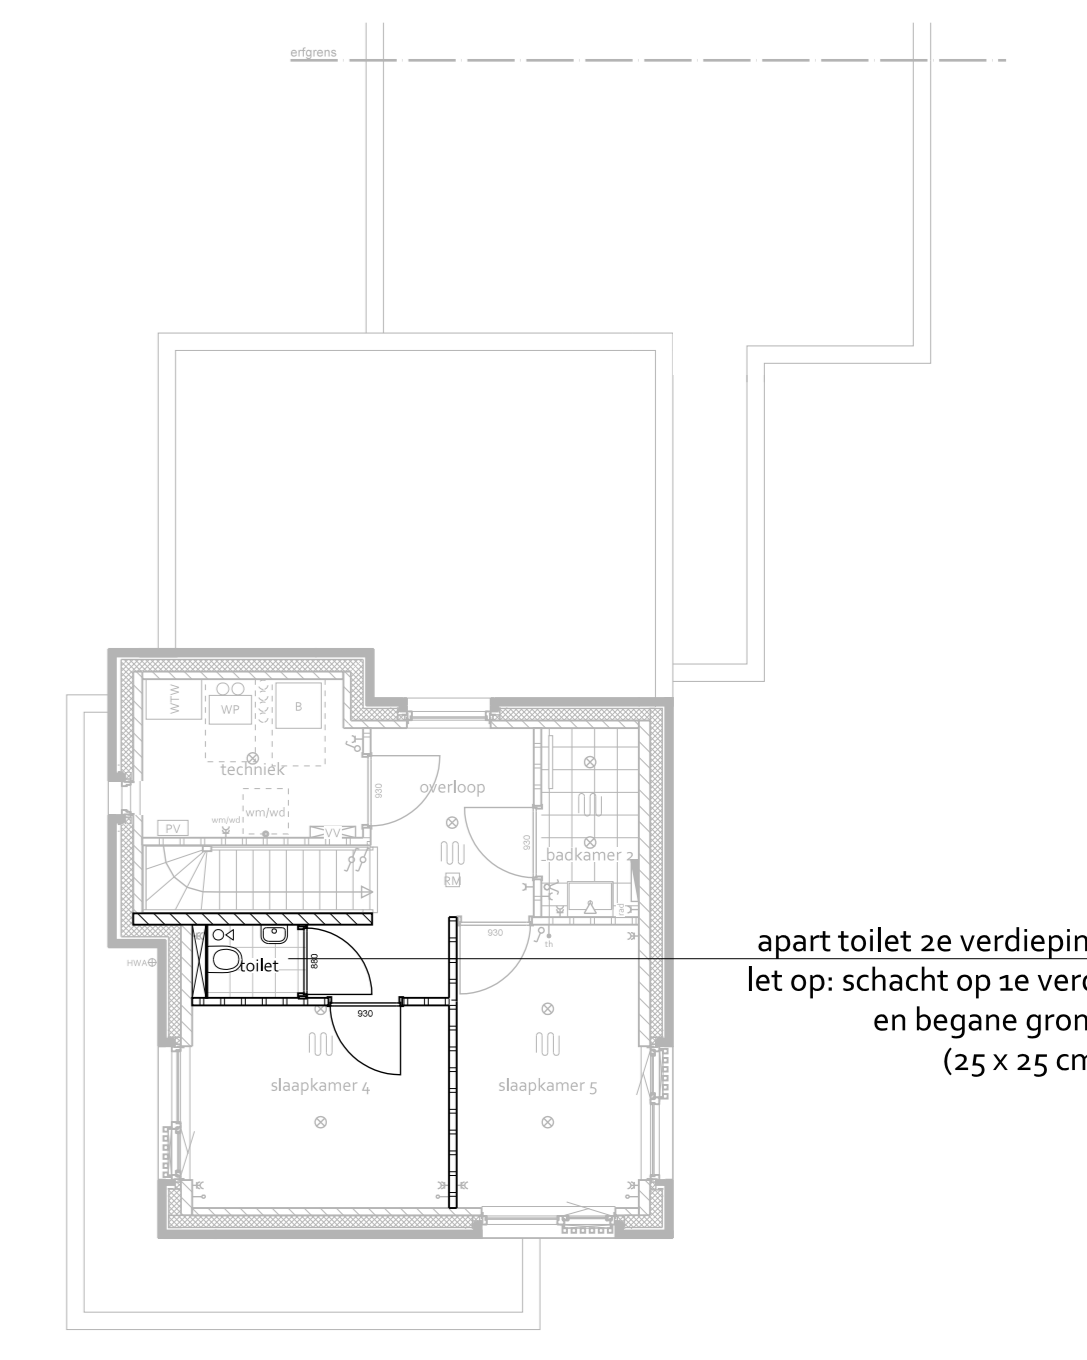 erfgrens
WTW
WP
B
techniek
930
overloop
wm/wd
wm/wd
PV
VV
930
badkamer 2
RM
rad
930
th
HWA
toilet
880
apart toilet 2e verdiepin
let op: schacht op 1e verd
en begane gron
(25 x 25 cm
930
slaapkamer 4
slaapkamer 5